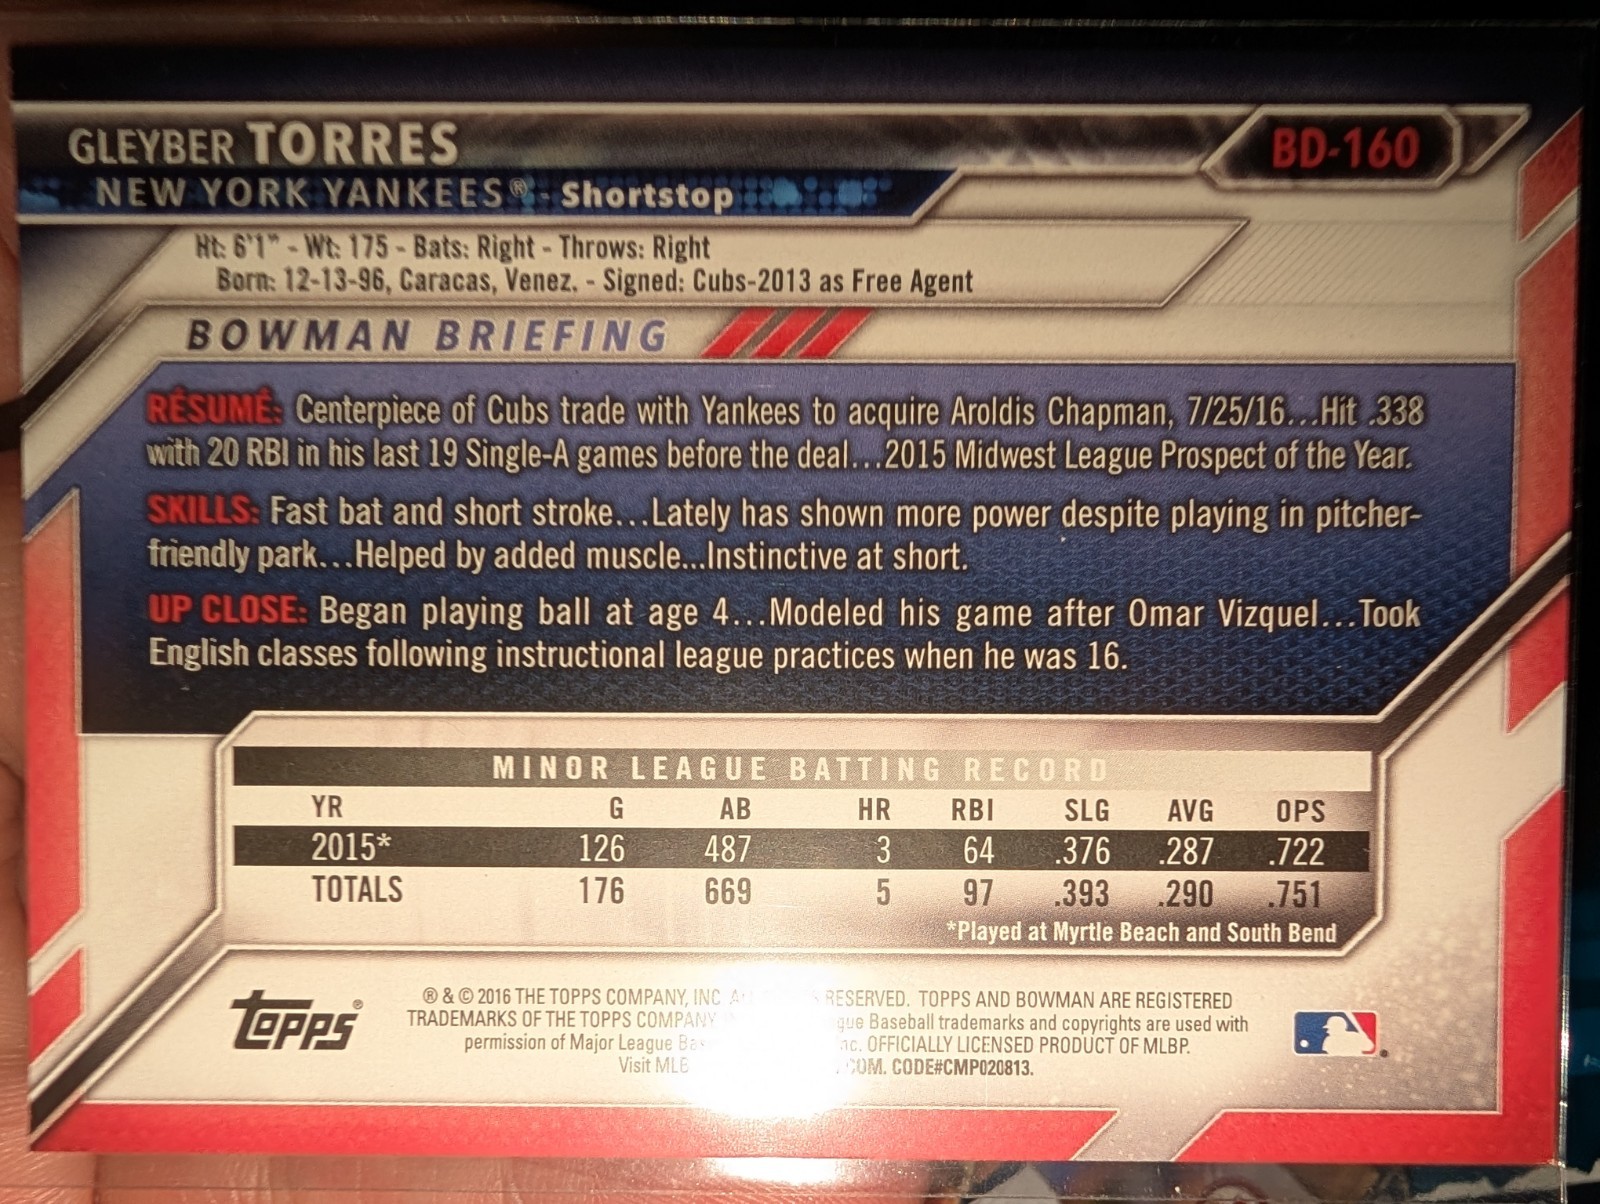 GLEYBER TORRES
BD-160
NEW YORK YANKEES® - Shortstop
Ht: 6'1" - Wt: 175 - Bats: Right - Throws: Right
Born: 12-13-96, Caracas, Venez. - Signed: Cubs-2013 as Free Agent
BOWMAN BRIEFING
RÉSUMÉ: Centerpiece of Cubs trade with Yankees to acquire Aroldis Chapman, 7/25/16...Hit .338
with 20 RBI in his last 19 Single-A games before the deal...2015 Midwest League Prospect of the Year.
SKILLS: Fast bat and short stroke...Lately has shown more power despite playing in pitcher-
friendly park...Helped by added muscle...Instinctive at short.
UP CLOSE: Began playing ball at age 4...Modeled his game after Omar Vizquel...Took
English classes following instructional league practices when he was 16.
MINOR LEAGUE BATTING RECORD
YR G AB HR RBI SLG AVG OPS
2015* 126 487 3 64 .376 .287 .722
TOTALS 176 669 5 97 .393 .290 .751
*Played at Myrtle Beach and South Bend
Topps®
® & © 2016 THE TOPPS COMPANY, INC RESERVED. TOPPS AND BOWMAN ARE REGISTERED
TRADEMARKS OF THE TOPPS COMPANY Baseball trademarks and copyrights are used with
permission of Major League OFFICIALLY LICENSED PRODUCT OF MLBP.
Visit CODE#CMP020813.